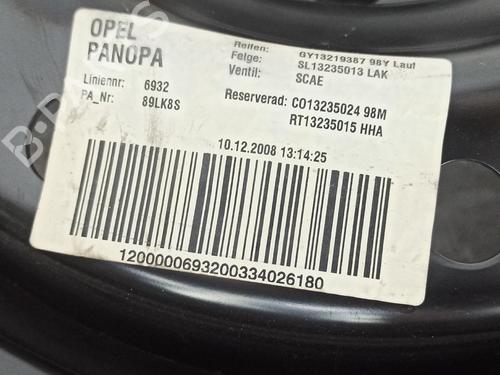 OPEL
PANOPA
Reifen: GY13219387 98Y Lauf
Felge: SL13235013 LAK
Ventil: SCAE
Liniennr: 6932
PA_Nr: 89LK8S
Reserverad: CO13235024 98M
RT13235015 HHA
10.12.2008 13:14:25
1200000693200334026180